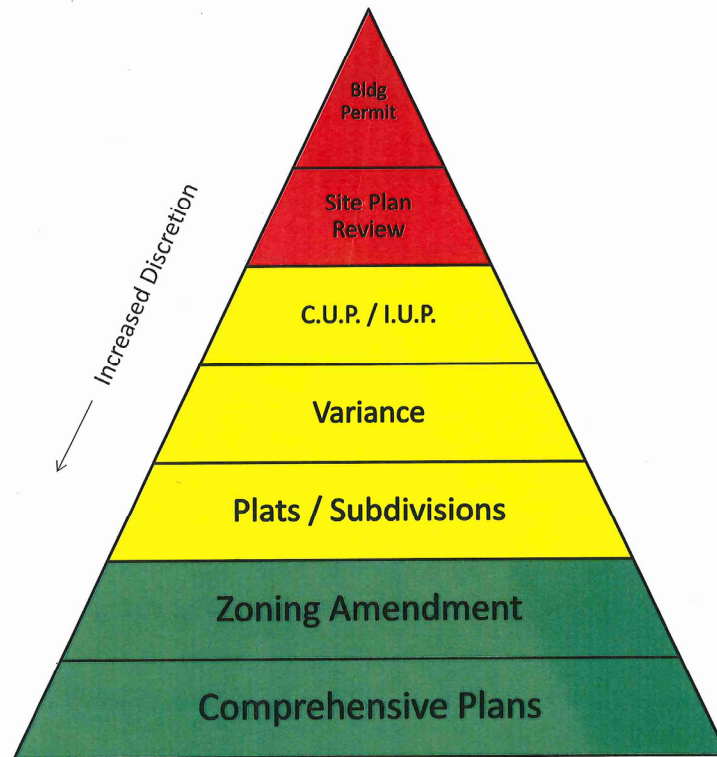 Bldg
Permit
Site Plan
Review
Increased Discretion
C.U.P. / I.U.P.
Variance
Plats / Subdivisions
Zoning Amendment
Comprehensive Plans